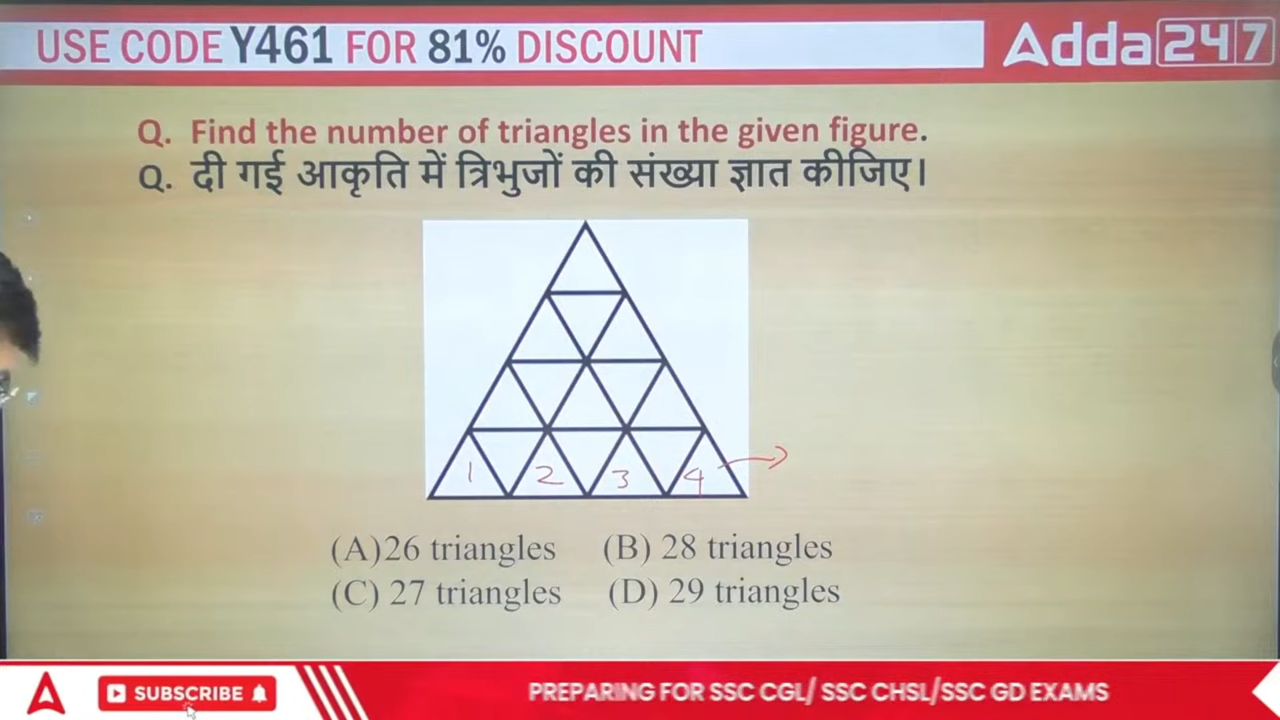 USE CODE Y461 FOR 81% DISCOUNT
Adda 247
Q. Find the number of triangles in the given figure.
Q. दी गई आकृति में त्रिभुजों की संख्या ज्ञात कीजिए।
1 2 3 4
(A)26 triangles (B) 28 triangles
(C) 27 triangles (D) 29 triangles
SUBSCRIBE
PREPARING FOR SSC CGL/ SSC CHSL/SSC GD EXAMS